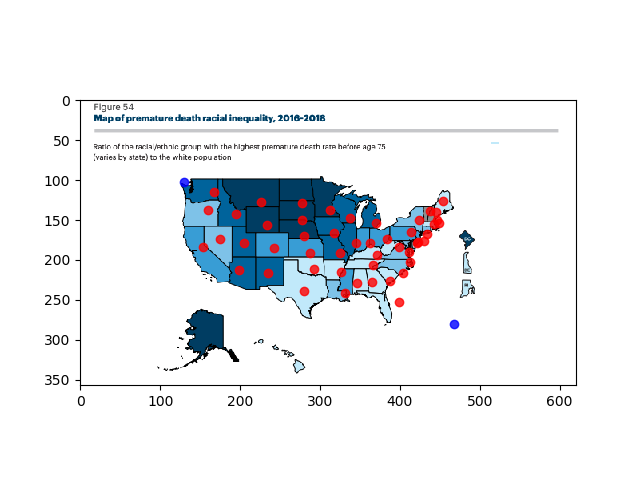 Figure 54
Map of premature death racial inequality, 2016-2018
Ratio of the racial/ethnic group with the highest premature death rate before age 75
(varies by state) to the white population
0
50
100
150
200
250
300
350
0 100 200 300 400 500 600